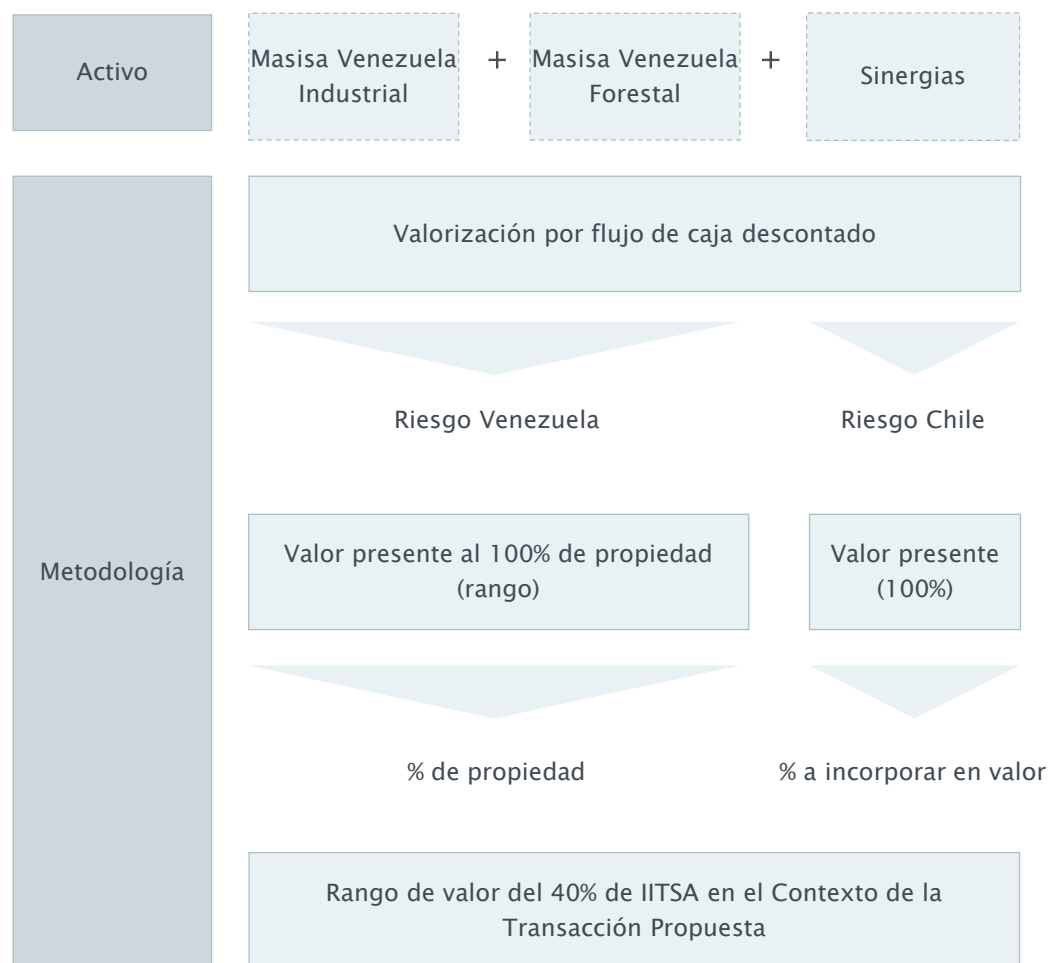 Activo
Masisa Venezuela
Industrial
+
Masisa Venezuela
Forestal
+
Sinergias
Metodología
Valorización por flujo de caja descontado
Riesgo Venezuela
Riesgo Chile
Valor presente al 100% de propiedad
(rango)
Valor presente
(100%)
% de propiedad
% a incorporar en valor
Rango de valor del 40% de IITSA en el Contexto de la
Transacción Propuesta